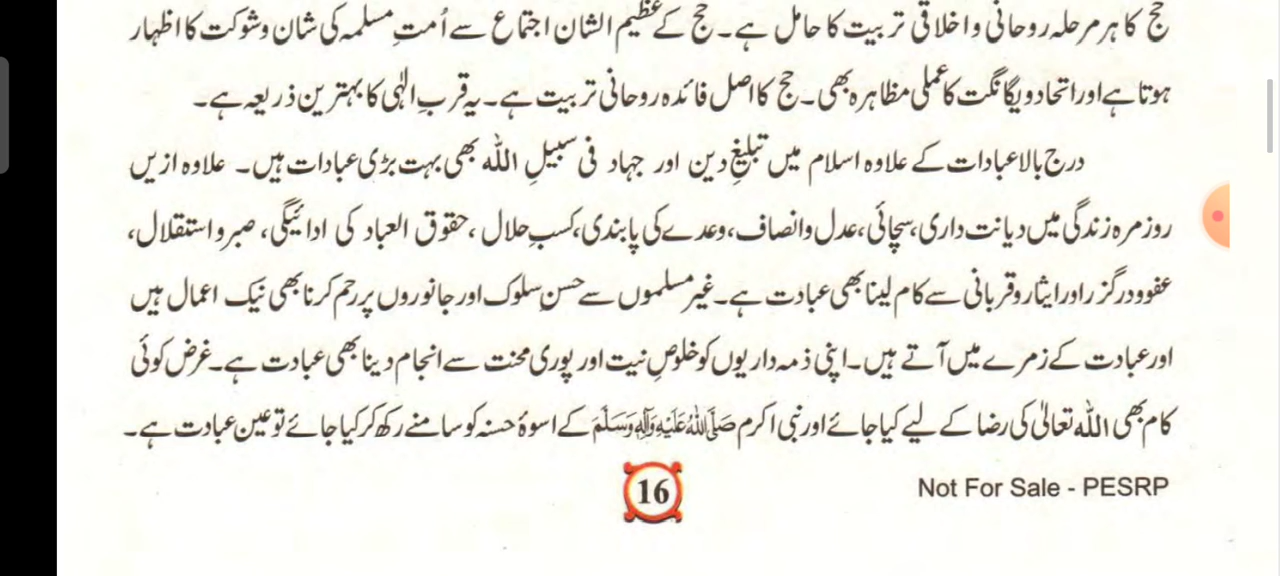 حج کا ہر مرحلہ روحانی و اخلاقی تربیت کا حامل ہے۔ حج کے عظیم الشان اجتماع سے اُمتِ مسلمہ کی شان و شوکت کا اظہار
ہوتا ہے اور اتحاد و یگانگت کا عملی مظاہرہ بھی۔ حج کا اصل فائدہ روحانی تربیت ہے۔ یہ قربِ الٰہی کا بہترین ذریعہ ہے۔
درج بالا عبادات کے علاوہ اسلام میں تبلیغِ دین اور جہاد فی سبیلِ اللہ بھی بہت بڑی عبادات ہیں۔ علاوہ ازیں
روزمرہ زندگی میں دیانت داری، سچائی، عدل و انصاف، وعدے کی پابندی، کسبِ حلال، حقوق العباد کی ادائیگی، صبر و استقلال،
عفو و درگزر اور ایثار و قربانی سے کام لینا بھی عبادت ہے۔ غیر مسلموں سے حسنِ سلوک اور جانوروں پر رحم کرنا بھی نیک اعمال ہیں
اور عبادت کے زمرے میں آتے ہیں۔ اپنی ذمہ داریوں کو خلوصِ نیت اور پوری محنت سے انجام دینا بھی عبادت ہے۔ غرض کوئی
کام بھی اللہ تعالٰی کی رضا کے لیے کیا جائے اور نبی اکرم صَلَّی اللہُ عَلَیْہِ وَاٰلِہٖ وَسَلَّمَ کے اسوۂ حسنہ کو سامنے رکھ کر کیا جائے تو عین عبادت ہے۔
16
Not For Sale - PESRP